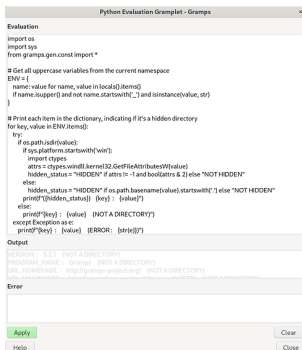 Python Evaluation Gramplet - Gramps
×
Evaluation
import os
import sys
from gramps.gen.const import *
# Get all uppercase variables from the current namespace
ENV = {
name: value for name, value in locals().items()
if name.isupper() and not name.startswith('_') and isinstance(value, str)
}
# Print each item in the dictionary, indicating if it's a hidden directory
for key, value in ENV.items():
try:
if os.path.isdir(value):
if sys.platform.startswith('win'):
import ctypes
attrs = ctypes.windll.kernel32.GetFileAttributesW(value)
hidden_status = "HIDDEN" if attrs != -1 and bool(attrs & 2) else "NOT HIDDEN"
else:
hidden_status = "HIDDEN" if os.path.basename(value).startswith('.') else "NOT HIDDEN"
print(f"({hidden_status}) {key} : {value}")
else:
print(f"{key} : {value} (NOT A DIRECTORY)")
except Exception as e:
print(f"{key} : {value} (ERROR: {str(e)})")
Output
VERSION : 5.2.1 (NOT A DIRECTORY)
PROGRAM_NAME : Gramps (NOT A DIRECTORY)
URL_HOMEPAGE : http://gramps-project.org/ (NOT A DIRECTORY)
Error
Apply
Clear
Help
Close